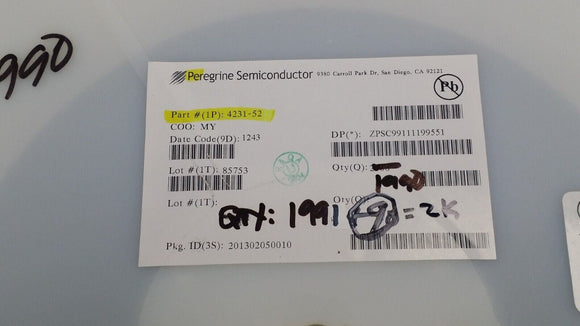 990
Peregrine Semiconductor 9380 Carroll Park Dr, San Diego, CA 92121
Pb
Part #(1P): 4231-52
COO: MY
Date Code(9D): 1243
DP(*): ZPSC99111199551
Lot #(1T): 85753
Qty(Q):
1990
Lot #(1T):
Qty(Q)
QTY: 1991 + 9 = 2K
Pkg. ID(3S): 201302050010